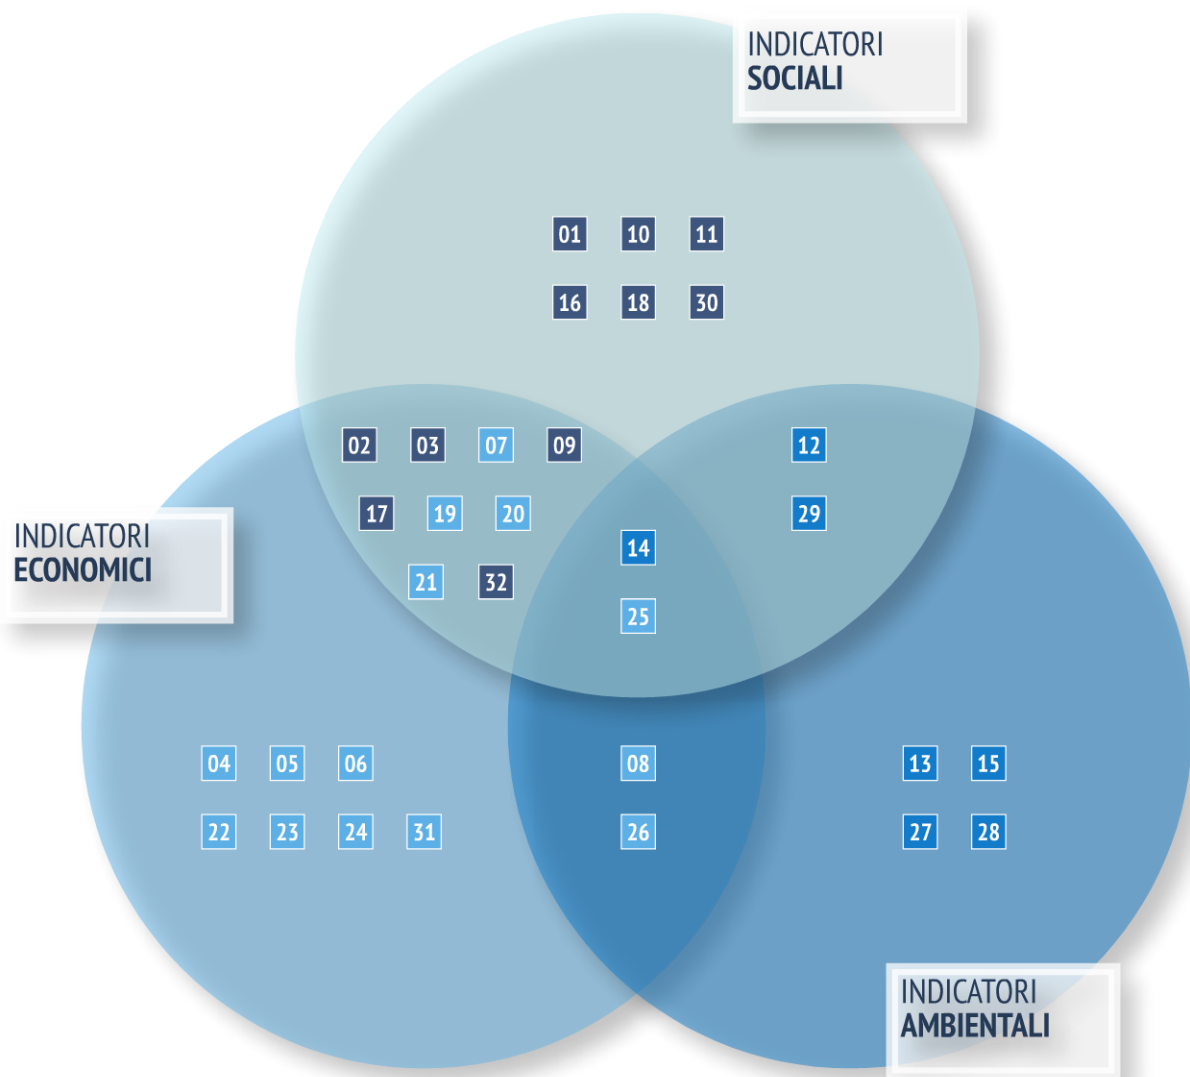 INDICATORI
SOCIALI
01 10 11
16 18 30
02 03 07 09
12
17 19 20
29
INDICATORI
ECONOMICI
14
21 32
25
04 05 06
08
13 15
22 23 24 31
26
27 28
INDICATORI
AMBIENTALI